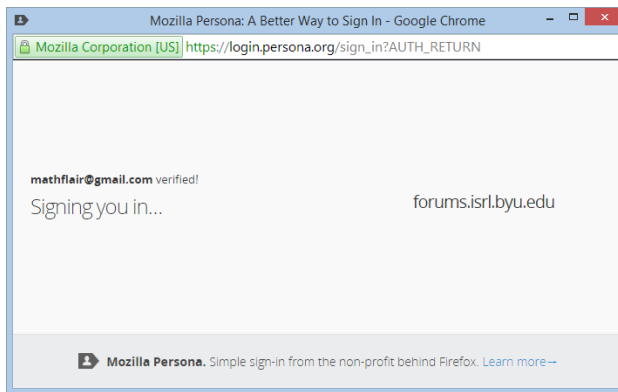 Mozilla Persona: A Better Way to Sign In - Google Chrome
Mozilla Corporation [US] https://login.persona.org/sign_in?AUTH_RETURN
mathflair@gmail.com verified!
Signing you in...
forums.isrl.byu.edu
Mozilla Persona. Simple sign-in from the non-profit behind Firefox. Learn more→